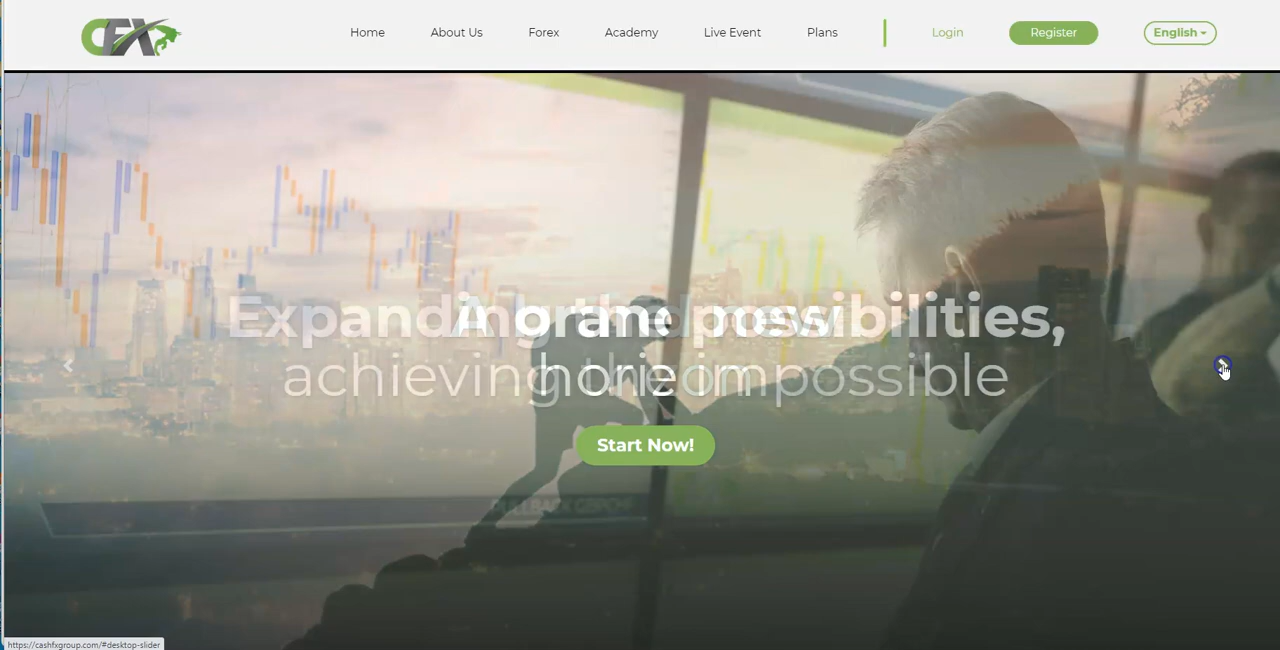 CFX
Home
About Us
Forex
Academy
Live Event
Plans
Login
Register
English
Expanding possibilities,
achieving impossible
Start Now!
https://cashfxgroup.com/#desktop-slider